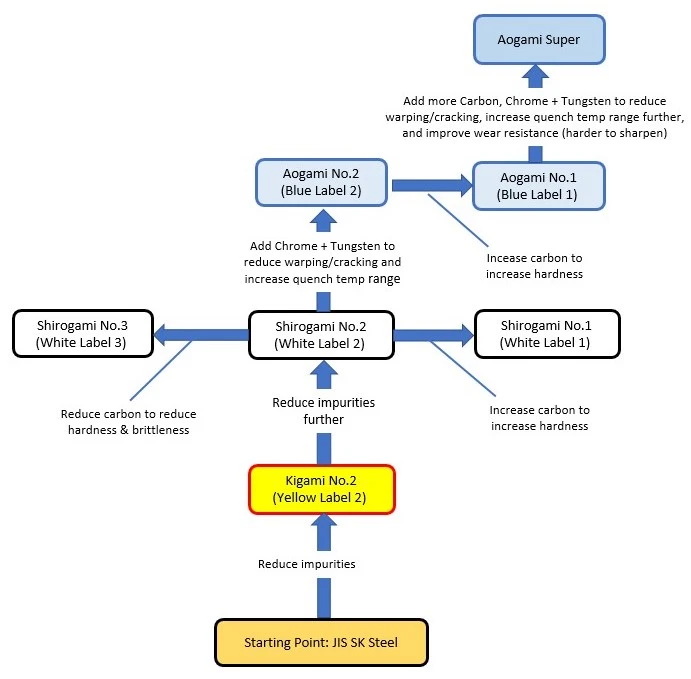 Aogami Super
Add more Carbon, Chrome + Tungsten to reduce
warping/cracking, increase quench temp range further,
and improve wear resistance (harder to sharpen)
Aogami No.2
(Blue Label 2)
Aogami No.1
(Blue Label 1)
Add Chrome + Tungsten to
reduce warping/cracking and
increase quench temp range
Incease carbon to
increase hardness
Shirogami No.3
(White Label 3)
Shirogami No.2
(White Label 2)
Shirogami No.1
(White Label 1)
Reduce carbon to reduce
hardness & brittleness
Reduce impurities
further
Increase carbon to
increase hardness
Kigami No.2
(Yellow Label 2)
Reduce impurities
Starting Point: JIS SK Steel